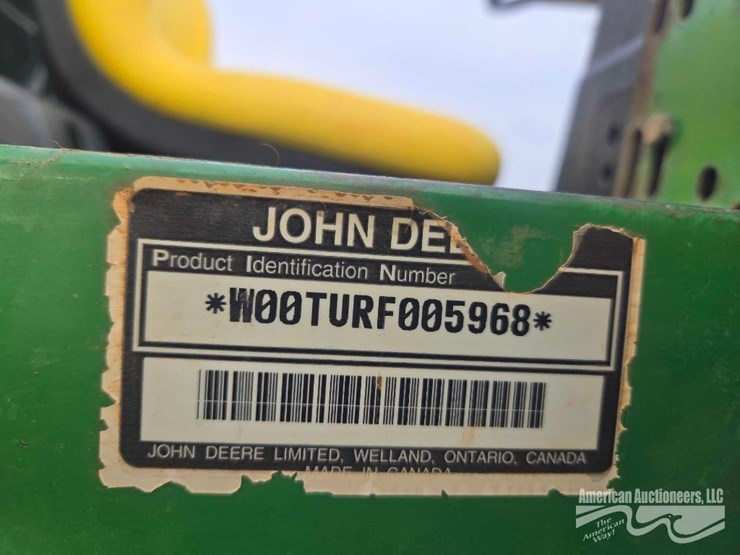 JOHN DEE
Product Identification Number
*W00TURF005968*
JOHN DEERE LIMITED, WELLAND, ONTARIO, CANADA
MADE IN CANADA
American Auctioneers, LLC
The
American
Way!